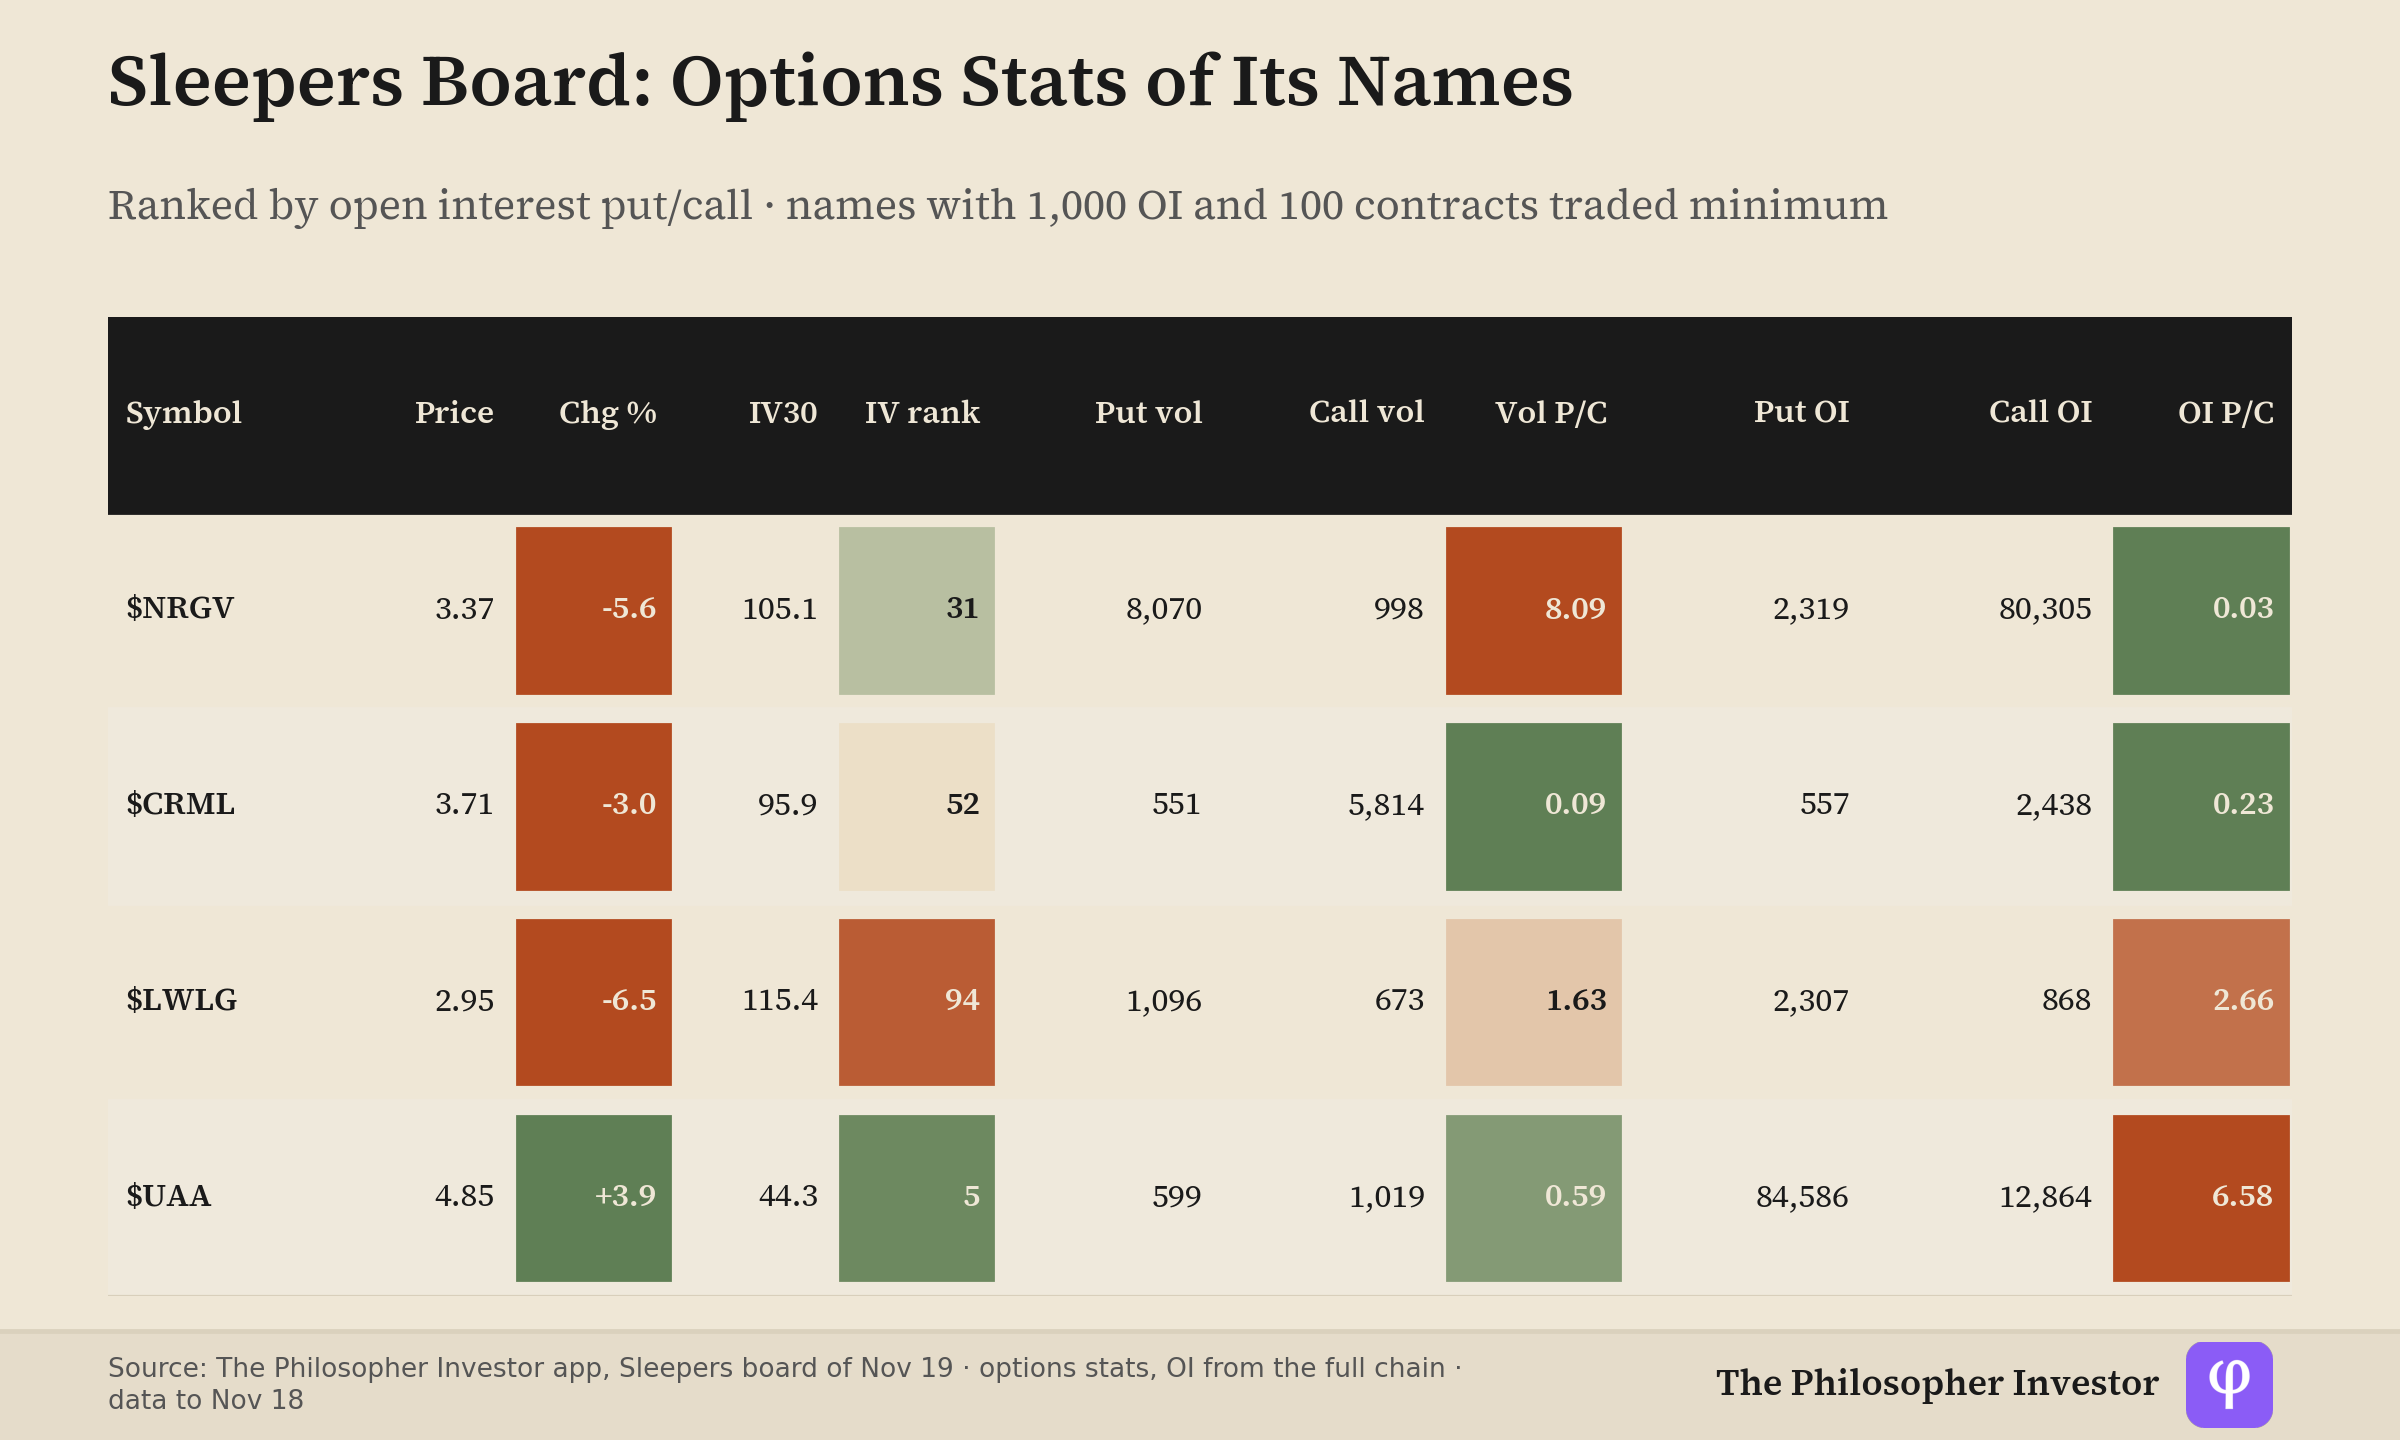 Sleepers Board: Options Stats of Its Names
Ranked by open interest put/call · names with 1,000 OI and 100 contracts traded minimum
Symbol Price Chg % IV30 IV rank Put vol Call vol Vol P/C Put OI Call OI OI P/C
$NRGV 3.37 -5.6 105.1 31 8,070 998 8.09 2,319 80,305 0.03
$CRML 3.71 -3.0 95.9 52 551 5,814 0.09 557 2,438 0.23
$LWLG 2.95 -6.5 115.4 94 1,096 673 1.63 2,307 868 2.66
$UAA 4.85 +3.9 44.3 5 599 1,019 0.59 84,586 12,864 6.58
Source: The Philosopher Investor app, Sleepers board of Nov 19 · options stats, OI from the full chain ·
data to Nov 18
The Philosopher Investor φ